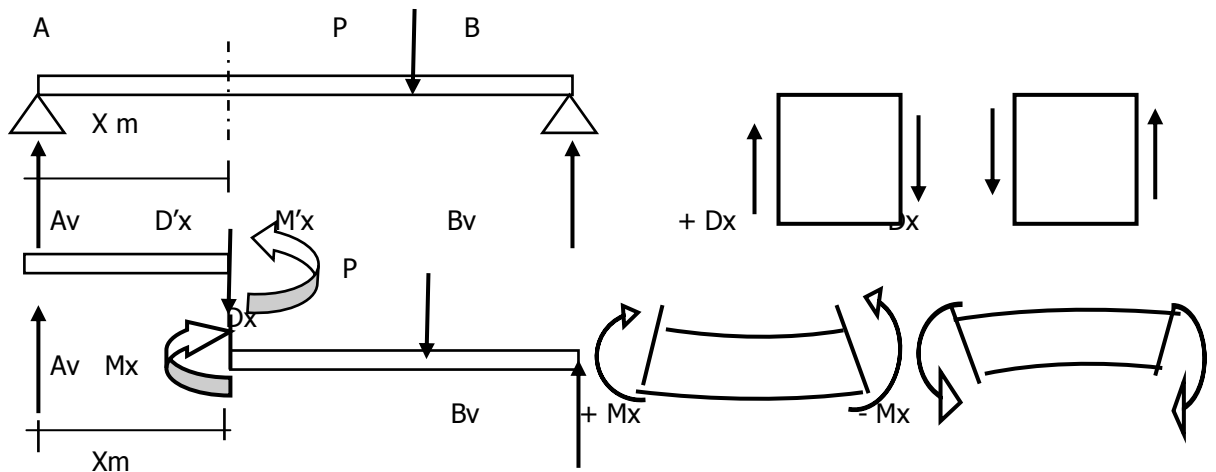 A P B
X m
Av D’x M’x Bv + Dx Dx
P
Dx
Av Mx
Bv + Mx - Mx
Xm